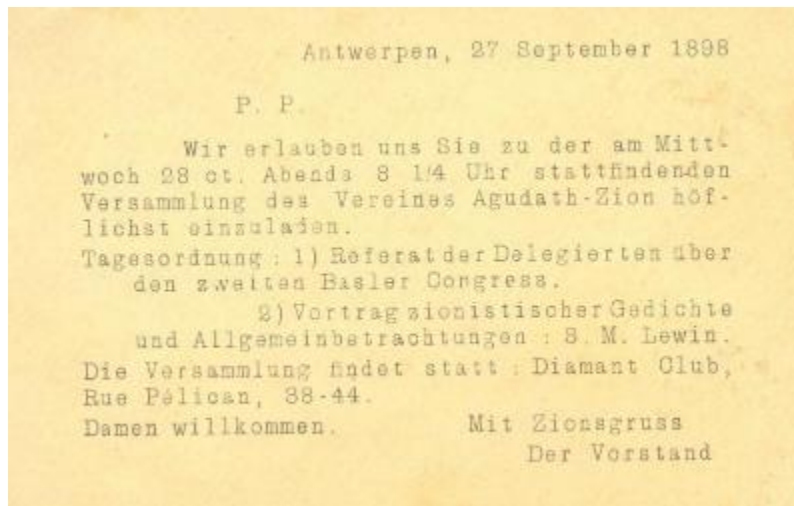 Antwerpen, 27 September 1898
P. P.
Wir erlauben uns Sie zu der am Mitt-
woch 28 ct. Abends 8 1/4 Uhr stattfindenden
Versammlung des Vereines Agudath-Zion höf-
lichst einzuladen.
Tagesordnung : 1) Referat der Delegierten über
den zweiten Basler Congress.
2) Vortrag zionistischer Gedichte
und Allgemeinbetrachtungen : S. M. Lewin.
Die Versammlung findet statt : Diamant Club,
Rue Pélican, 38-44.
Damen willkommen. Mit Zionsgruss
Der Vorstand